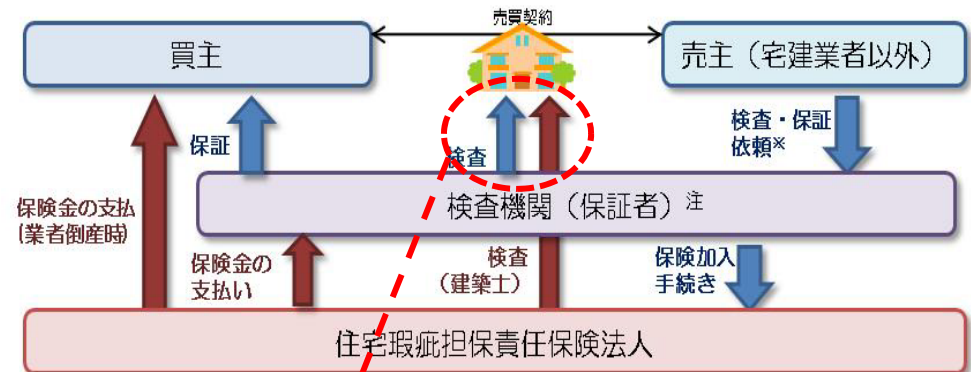 売買契約
買主
売主（宅建業者以外）
保証
検査
検査・保証
依頼※
検査機関（保証者）注
保険金の支払
(業者倒産時)
保険金の
支払い
検査
（建築士）
保険加入
手続き
住宅瑕疵担保責任保険法人